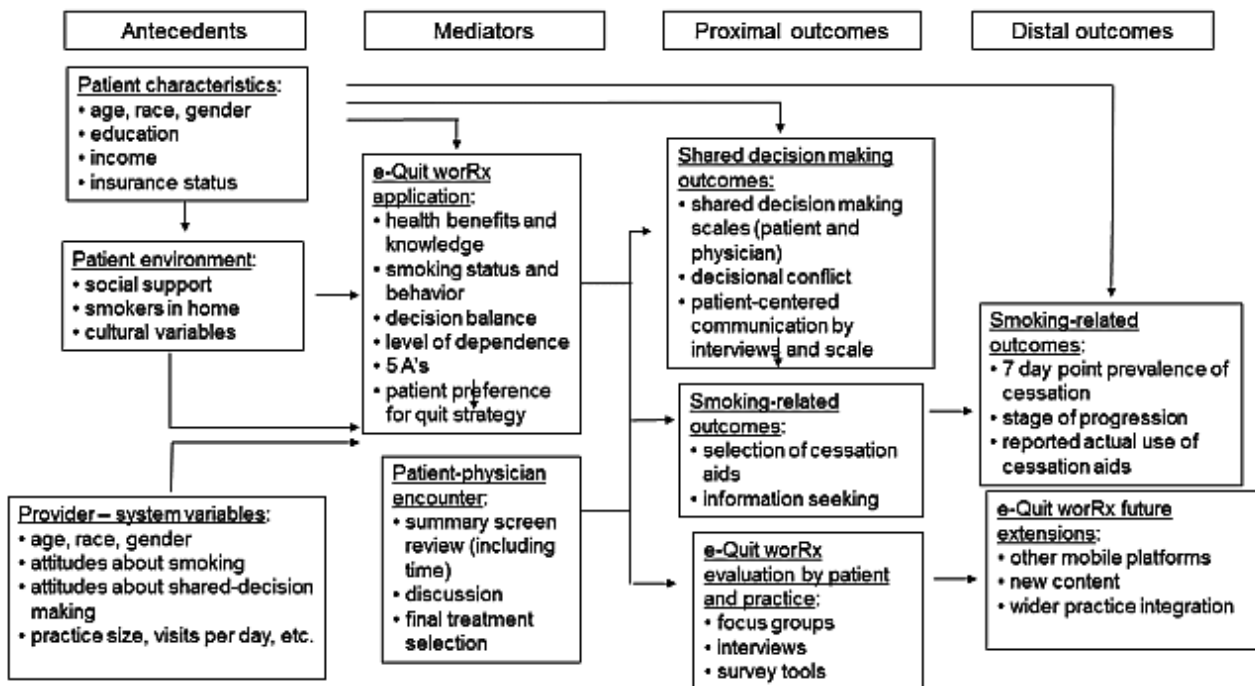 Antecedents
Mediators
Proximal outcomes
Distal outcomes
Patient characteristics:
• age, race, gender
• education
• income
• insurance status
Patient environment:
• social support
• smokers in home
• cultural variables
Provider – system variables:
• age, race, gender
• attitudes about smoking
• attitudes about shared-decision
making
• practice size, visits per day, etc.
e-Quit worRx
application:
• health benefits and
knowledge
• smoking status and
behavior
• decision balance
• level of dependence
• 5 A's
• patient preference
for quit strategy
Patient-physician
encounter:
• summary screen
review (including
time)
• discussion
• final treatment
selection
Shared decision making
outcomes:
• shared decision making
scales (patient and
physician)
• decisional conflict
• patient-centered
communication by
interviews and scale
Smoking-related
outcomes:
• selection of cessation
aids
• information seeking
e-Quit worRx
evaluation by patient
and practice:
• focus groups
• interviews
• survey tools
Smoking-related
outcomes:
• 7 day point prevalence of
cessation
• stage of progression
• reported actual use of
cessation aids
e-Quit worRx future
extensions:
• other mobile platforms
• new content
• wider practice integration